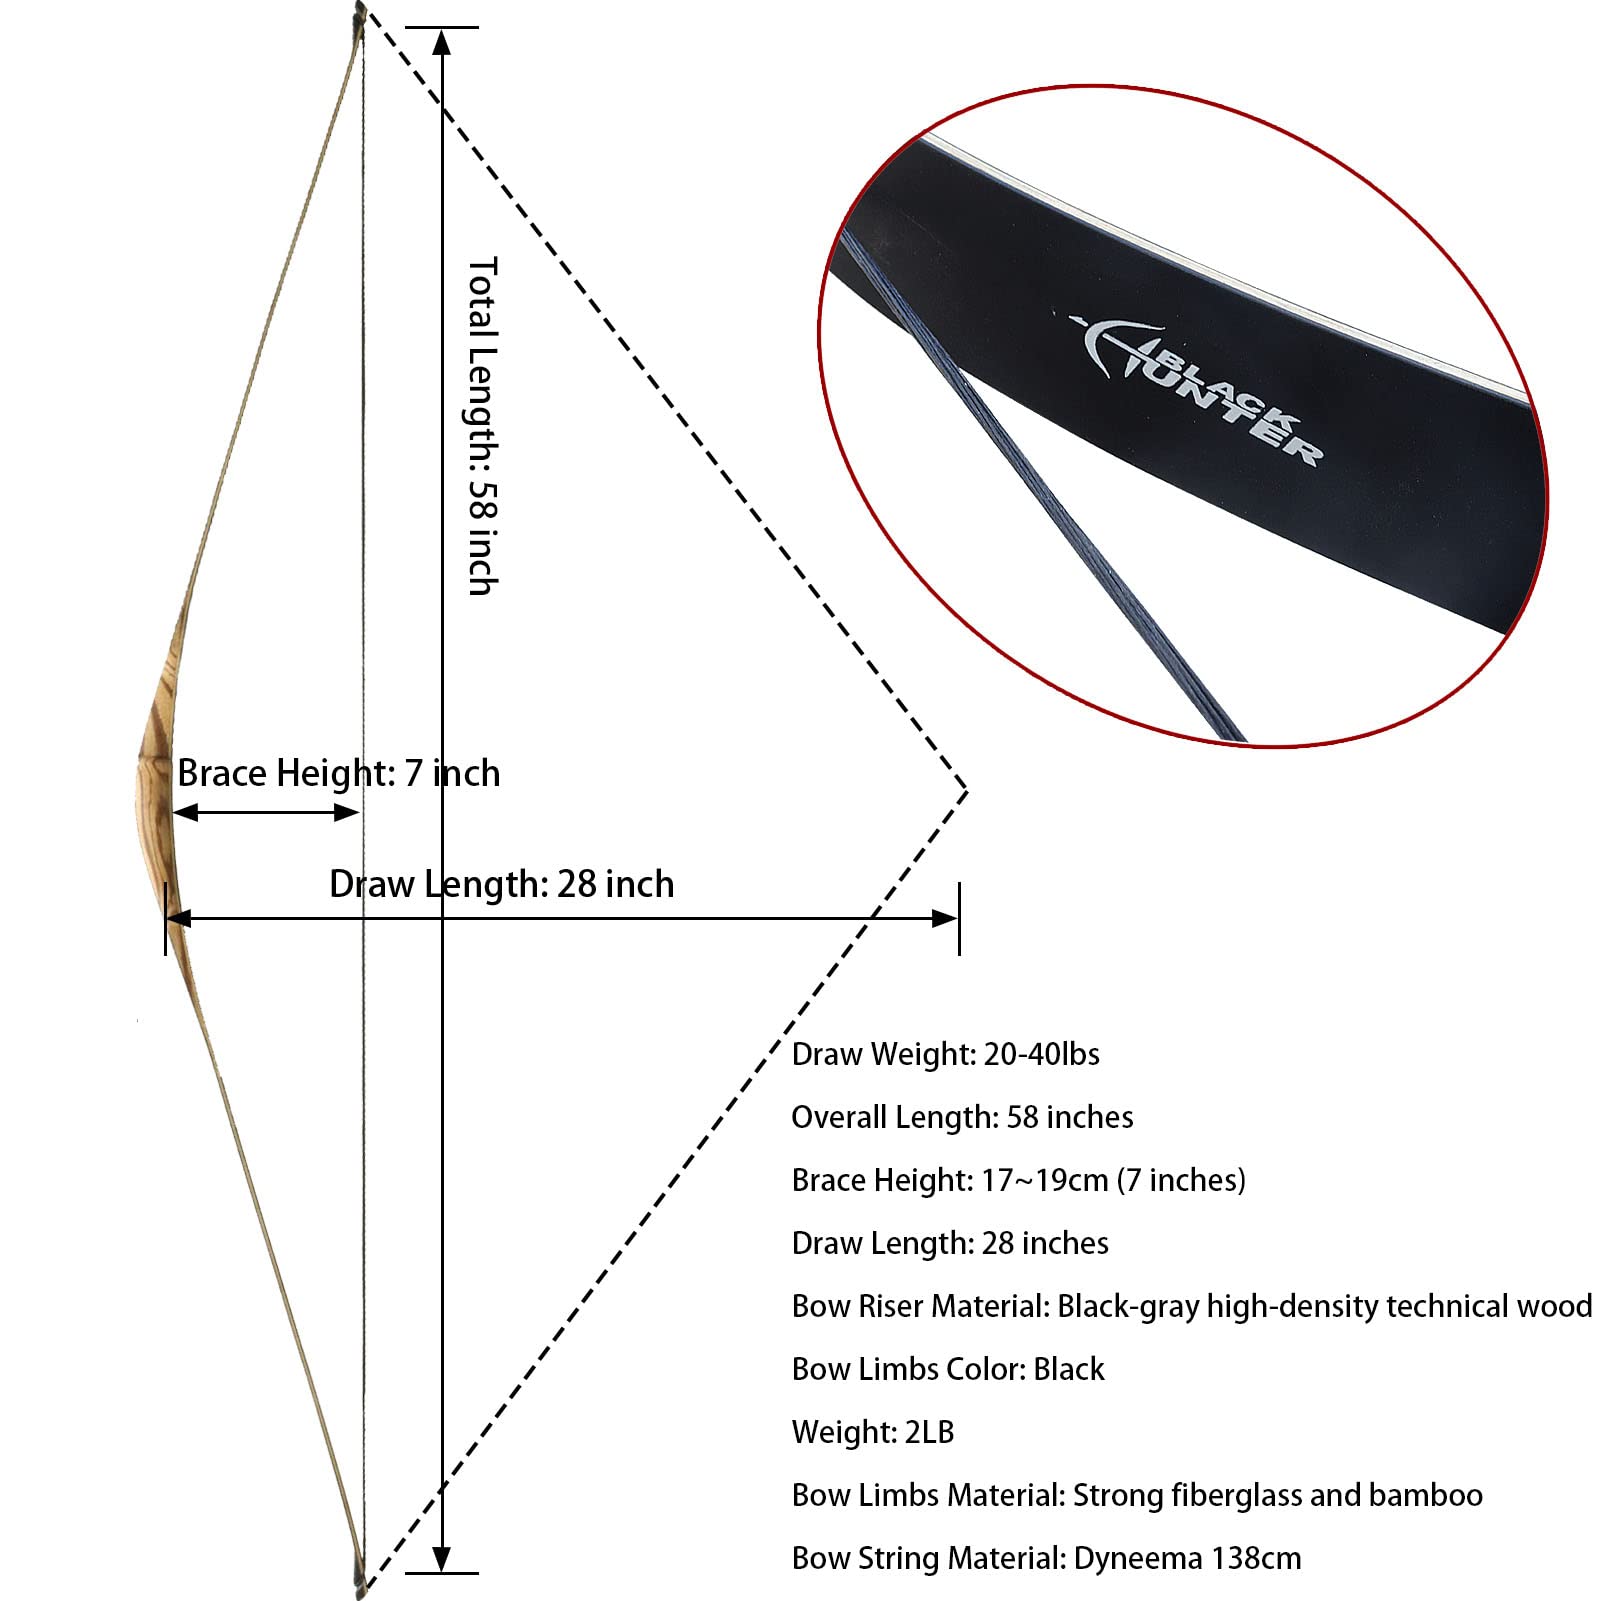 Total Length: 58 inch
BLACK
HUNTER
Brace Height: 7 inch
Draw Length: 28 inch
Draw Weight: 20-40lbs
Overall Length: 58 inches
Brace Height: 17~19cm (7 inches)
Draw Length: 28 inches
Bow Riser Material: Black-gray high-density technical wood
Bow Limbs Color: Black
Weight: 2LB
Bow Limbs Material: Strong fiberglass and bamboo
Bow String Material: Dyneema 138cm